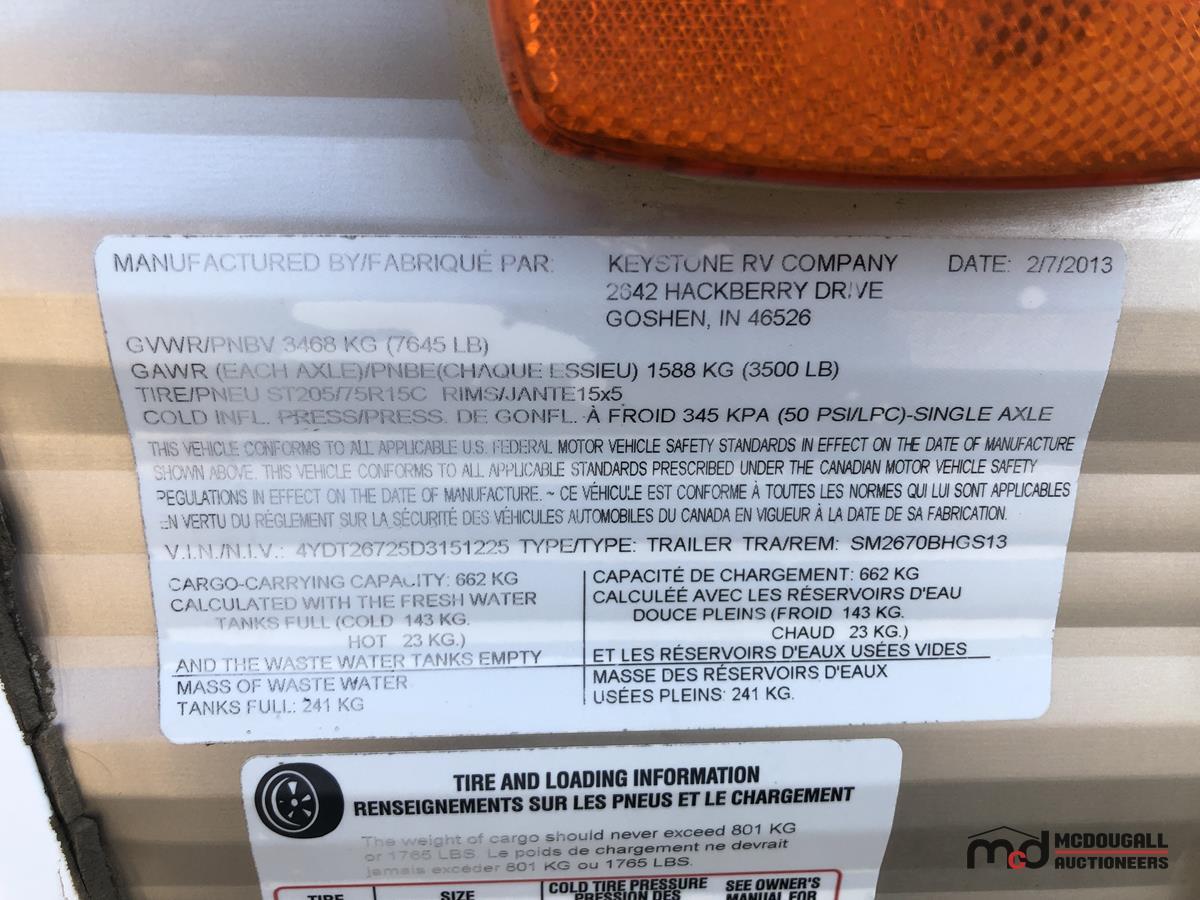 MANUFACTURED BY/FABRIQUÉ PAR: KEYSTONE RV COMPANY DATE: 2/7/2013
2642 HACKBERRY DRIVE
GOSHEN, IN 46526
GVWR/PNBV 3468 KG (7645 LB)
GAWR (EACH AXLE)/PNBE(CHAQUE ESSIEU) 1588 KG (3500 LB)
TIRE/PNEU ST205/75R15C RIMS/JANTE15x5
COLD INFL. PRESS/PRESS. DE GONFL. À FROID 345 KPA (50 PSI/LPC)-SINGLE AXLE
THIS VEHICLE CONFORMS TO ALL APPLICABLE U.S. FEDERAL MOTOR VEHICLE SAFETY STANDARDS IN EFFECT ON THE DATE OF MANUFACTURE
SHOWN ABOVE. THIS VEHICLE CONFORMS TO ALL APPLICABLE STANDARDS PRESCRIBED UNDER THE CANADIAN MOTOR VEHICLE SAFETY
REGULATIONS IN EFFECT ON THE DATE OF MANUFACTURE. ~ CE VÉHICULE EST CONFORME À TOUTES LES NORMES QUI LUI SONT APPLICABLES
EN VERTU DU RÉGLEMENT SUR LA SÉCURITÉ DES VÉHICULES AUTOMOBILES DU CANADA EN VIGUEUR À LA DATE DE SA FABRICATION.
V.I.N./N.I.V.: 4YDT26725D3151225 TYPE/TYPE: TRAILER TRA/REM: SM2670BHGS13
CARGO-CARRYING CAPACITY: 662 KG
CALCULATED WITH THE FRESH WATER
TANKS FULL (COLD 143 KG.
HOT 23 KG.)
AND THE WASTE WATER TANKS EMPTY
MASS OF WASTE WATER
TANKS FULL: 241 KG
CAPACITÉ DE CHARGEMENT: 662 KG
CALCULÉE AVEC LES RÉSERVOIRS D'EAU
DOUCE PLEINS (FROID 143 KG.
CHAUD 23 KG.)
ET LES RÉSERVOIRS D'EAUX USÉES VIDES
MASSE DES RÉSERVOIRS D'EAUX
USÉES PLEINS: 241 KG.
TIRE AND LOADING INFORMATION
RENSEIGNEMENTS SUR LES PNEUS ET LE CHARGEMENT
The weight of cargo should never exceed 801 KG
or 1765 LBS. Le poids de chargement ne devrait
jamais excéder 801 KG ou 1765 LBS.
TIRE SIZE COLD TIRE PRESSURE SEE OWNER'S
PRESSION DES MANUAL FOR
mcd MCDOUGALL
AUCTIONEERS